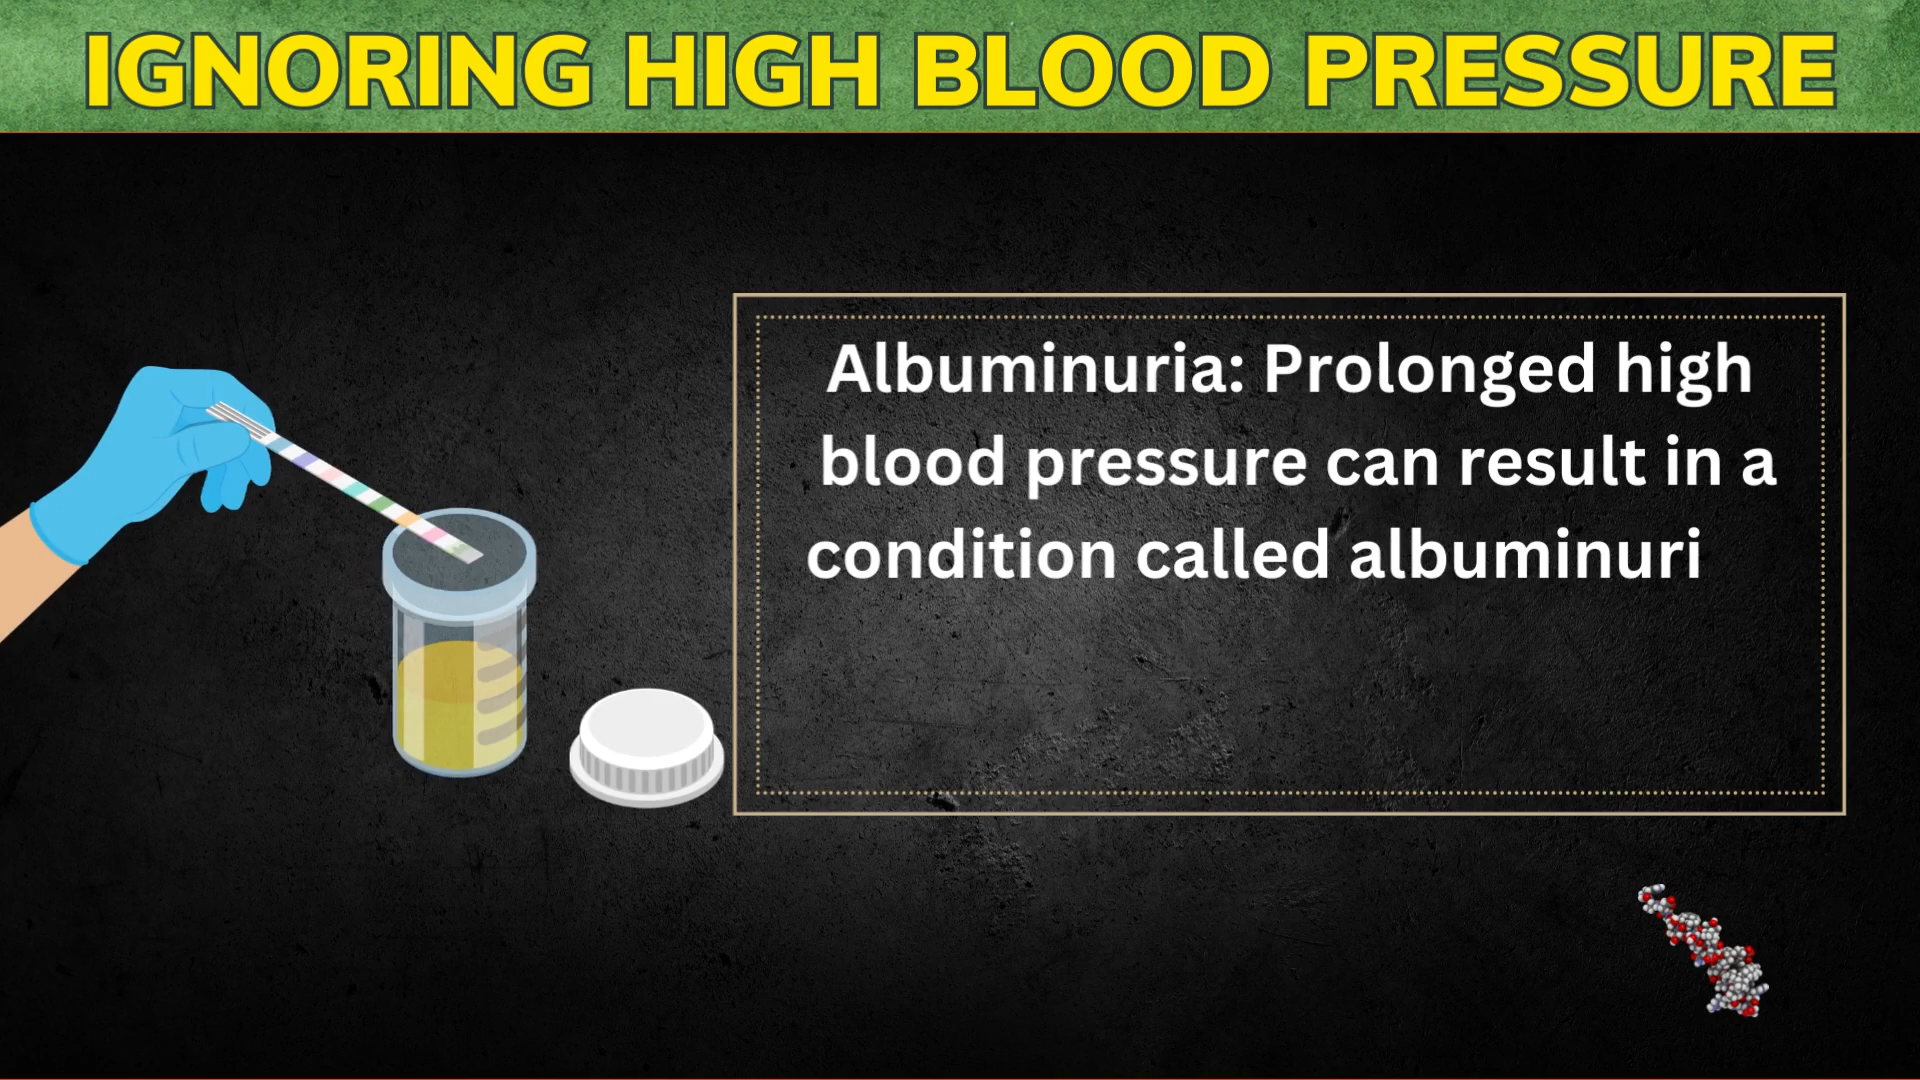 IGNORING HIGH BLOOD PRESSURE
Albuminuria: Prolonged high
blood pressure can result in a
condition called albuminuri